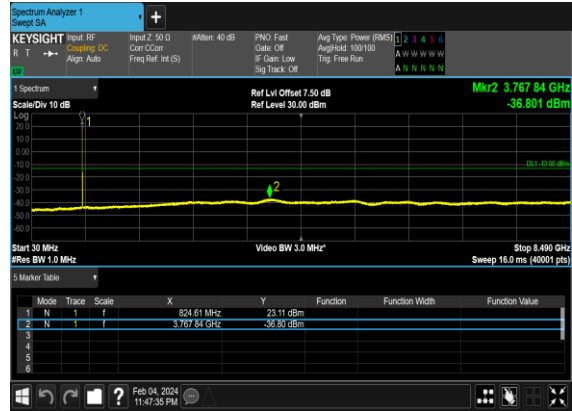 Spectrum Analyzer 1
Swept SA
+
KEYSIGHT Input: RF Input Z: 50 Ω #Atten: 40 dB PNO: Fast Avg Type: Power (RMS) 1 2 3 4 5 6
R T Coupling: DC Corr CCorr Gate: Off Avg|Hold: 100/100 A W W W W W
Align: Auto Freq Ref: Int (S) IF Gain: Low Trig: Free Run
Sig Track: Off A N N N N N
1 Spectrum Ref Lvl Offset 7.50 dB Mkr2 3.767 84 GHz
Scale/Div 10 dB Ref Level 30.00 dBm -36.801 dBm
Log
1
20.0
10.0
0.00
-10.0
DL1 -13.00 dBm
-20.0
-30.0
2
-40.0
-50.0
-60.0
Start 30 MHz Video BW 3.0 MHz* Stop 8.490 GHz
#Res BW 1.0 MHz Sweep 16.0 ms (40001 pts)
5 Marker Table
Mode Trace Scale X Y Function Function Width Function Value
1 N 1 f 824.61 MHz 23.11 dBm
2 N 1 f 3.767 84 GHz -36.80 dBm
3
4
5
6
? Feb 04, 2024
11:47:35 PM